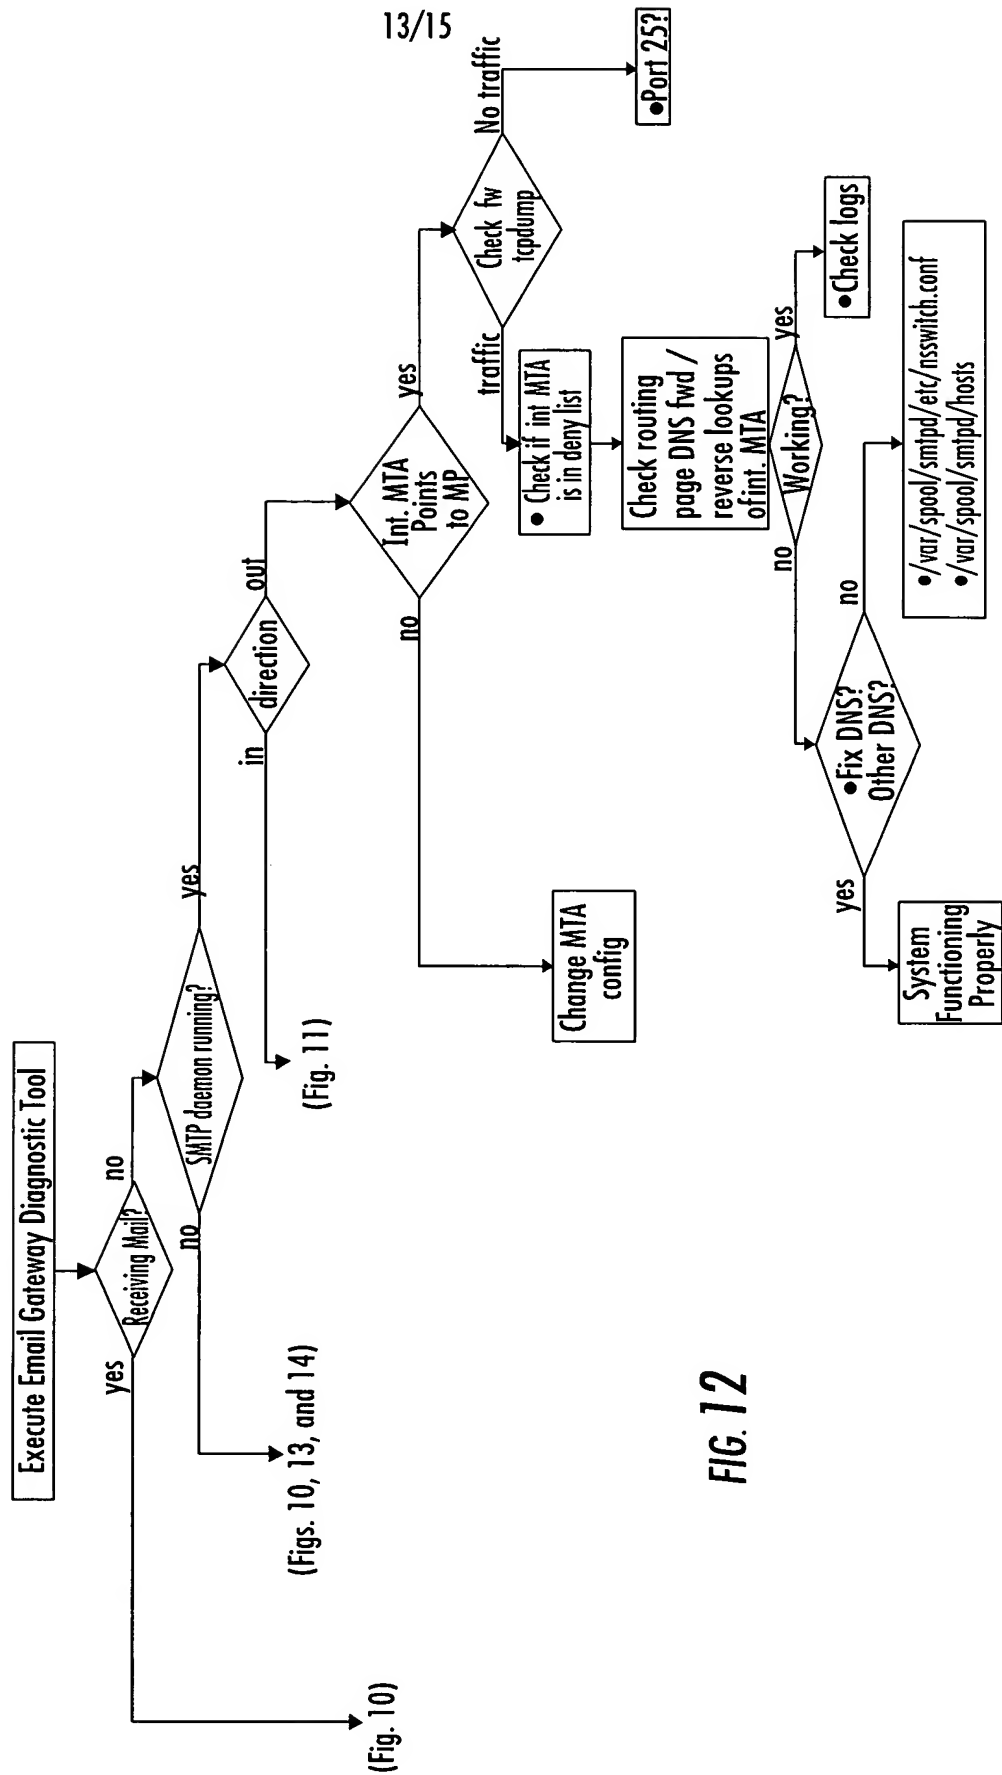 13/15
Execute Email Gateway Diagnostic Tool
Receiving Mail?
yes
no
(Fig. 10)
SMTP daemon running?
no
yes
(Figs. 10, 13, and 14)
direction
in
out
(Fig. 11)
Int. MTA
Points
to MP
no
yes
Change MTA
config
Check fw
tcpdump
traffic
No traffic
●Port 25?
● Check if int MTA
is in deny list
Check routing
page DNS fwd /
reverse lookups
ofint. MTA
Working?
no
yes
●Check logs
●Fix DNS?
Other DNS?
yes
no
System
Functioning
Properly
●/var/spool/smtpd/etc/nsswitch.conf
●/var/spool/smtpd/hosts
FIG. 12